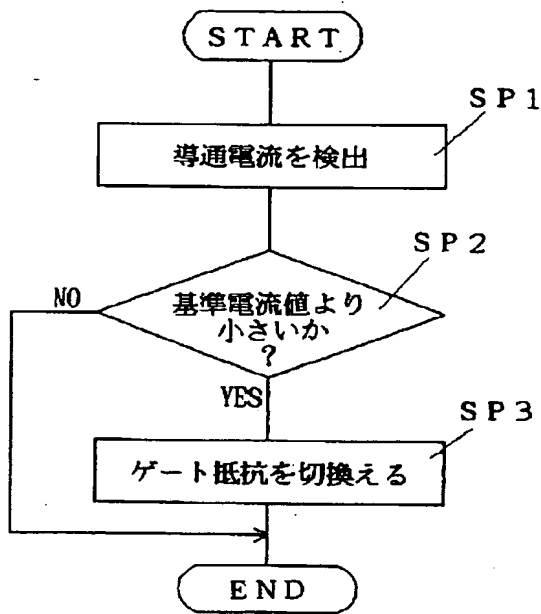 START
SP1
導通電流を検出
SP2
基準電流値より
小さいか
?
NO
YES
SP3
ゲート抵抗を切換える
END